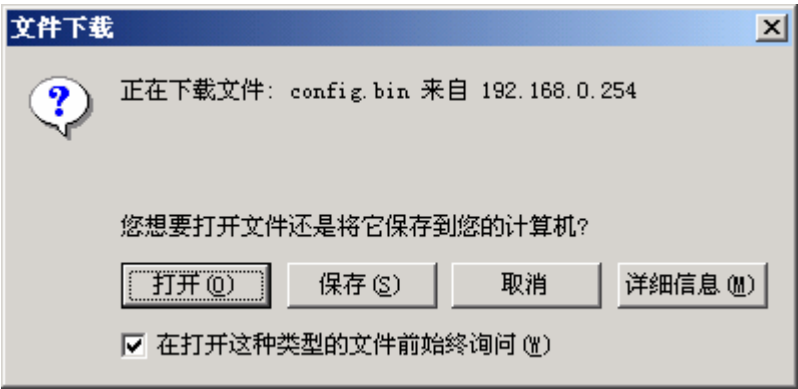 文件下载
正在下载文件: config.bin 来自 192.168.0.254
您想要打开文件还是将它保存到您的计算机?
打开(O) 保存(S) 取消 详细信息(M)
在打开这种类型的文件前始终询问(W)